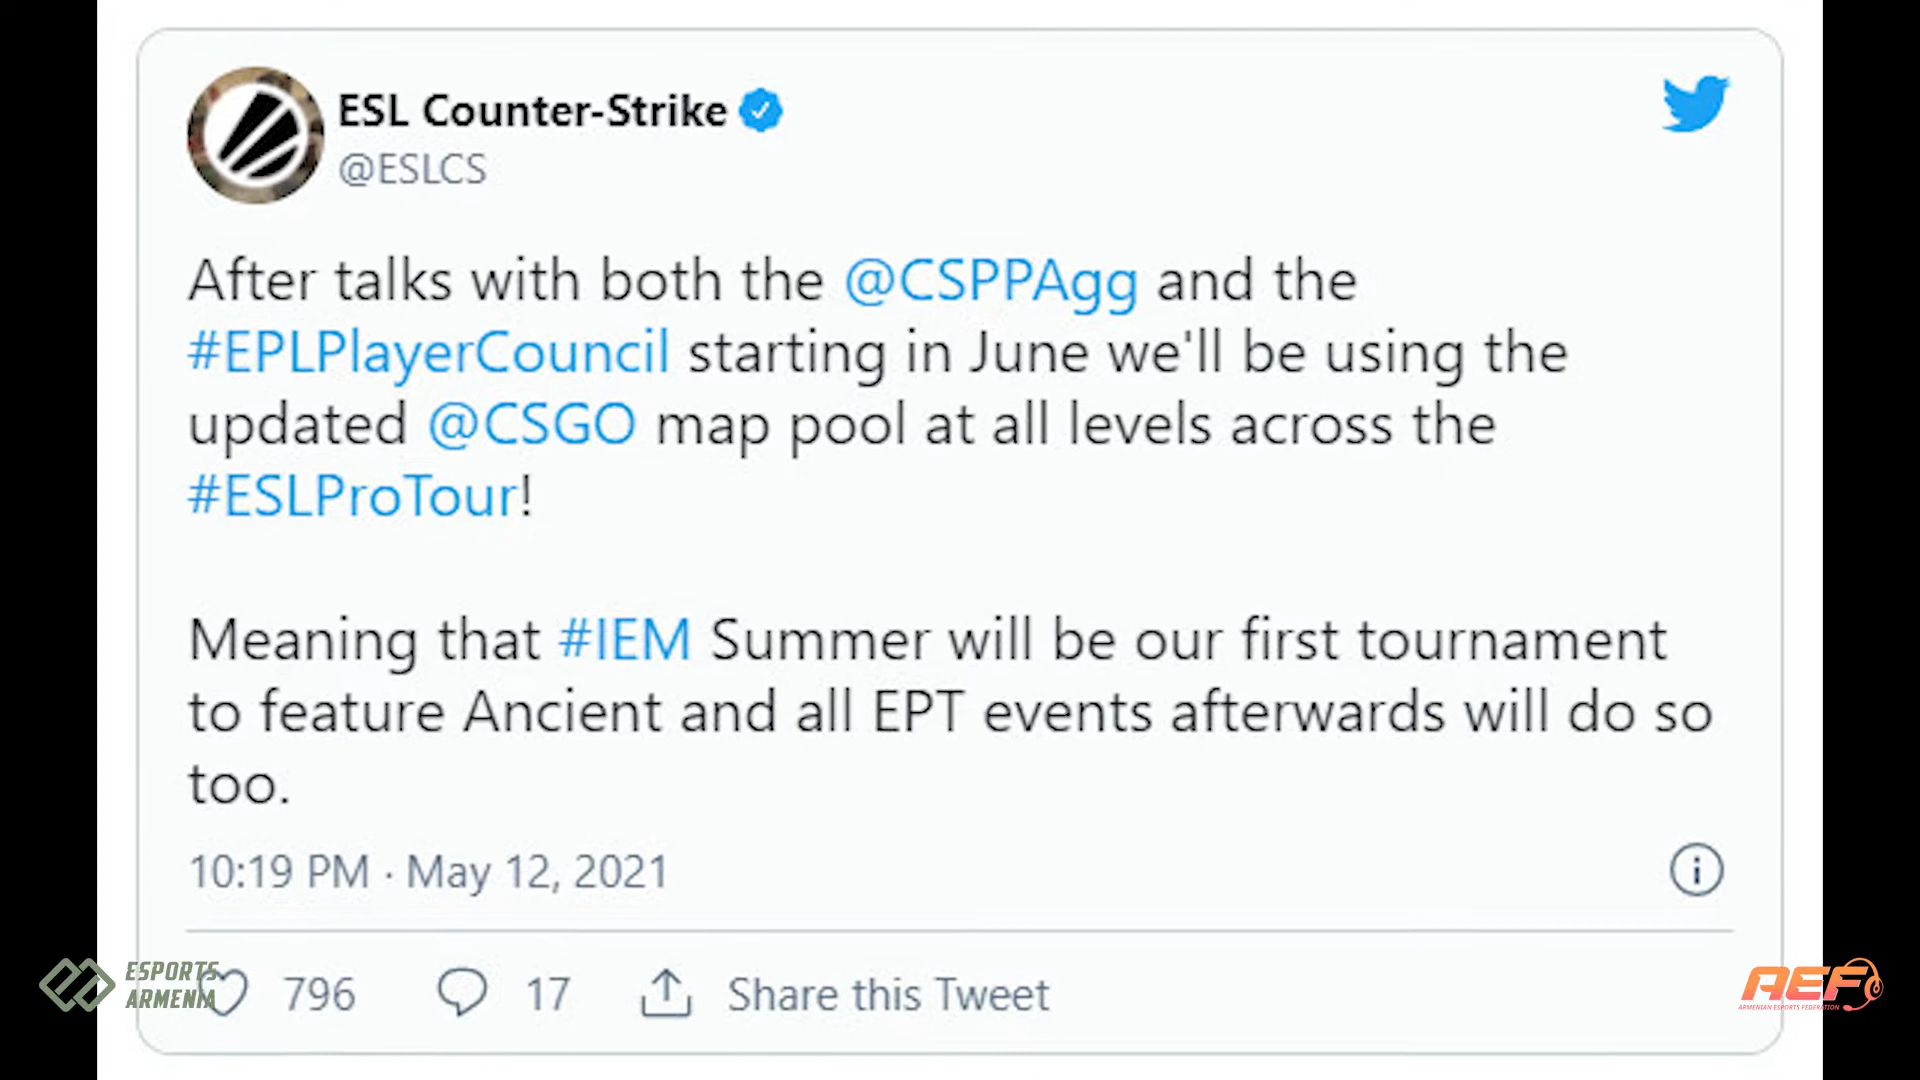 ESL Counter-Strike
@ESLCS
After talks with both the @CSPPAgg and the
#EPLPlayerCouncil starting in June we'll be using the
updated @CSGO map pool at all levels across the
#ESLProTour!
Meaning that #IEM Summer will be our first tournament
to feature Ancient and all EPT events afterwards will do so
too.
10:19 PM · May 12, 2021
796 17 Share this Tweet
ESPORTS
ARMENIA
AEF
ARMENIAN ESPORTS FEDERATION